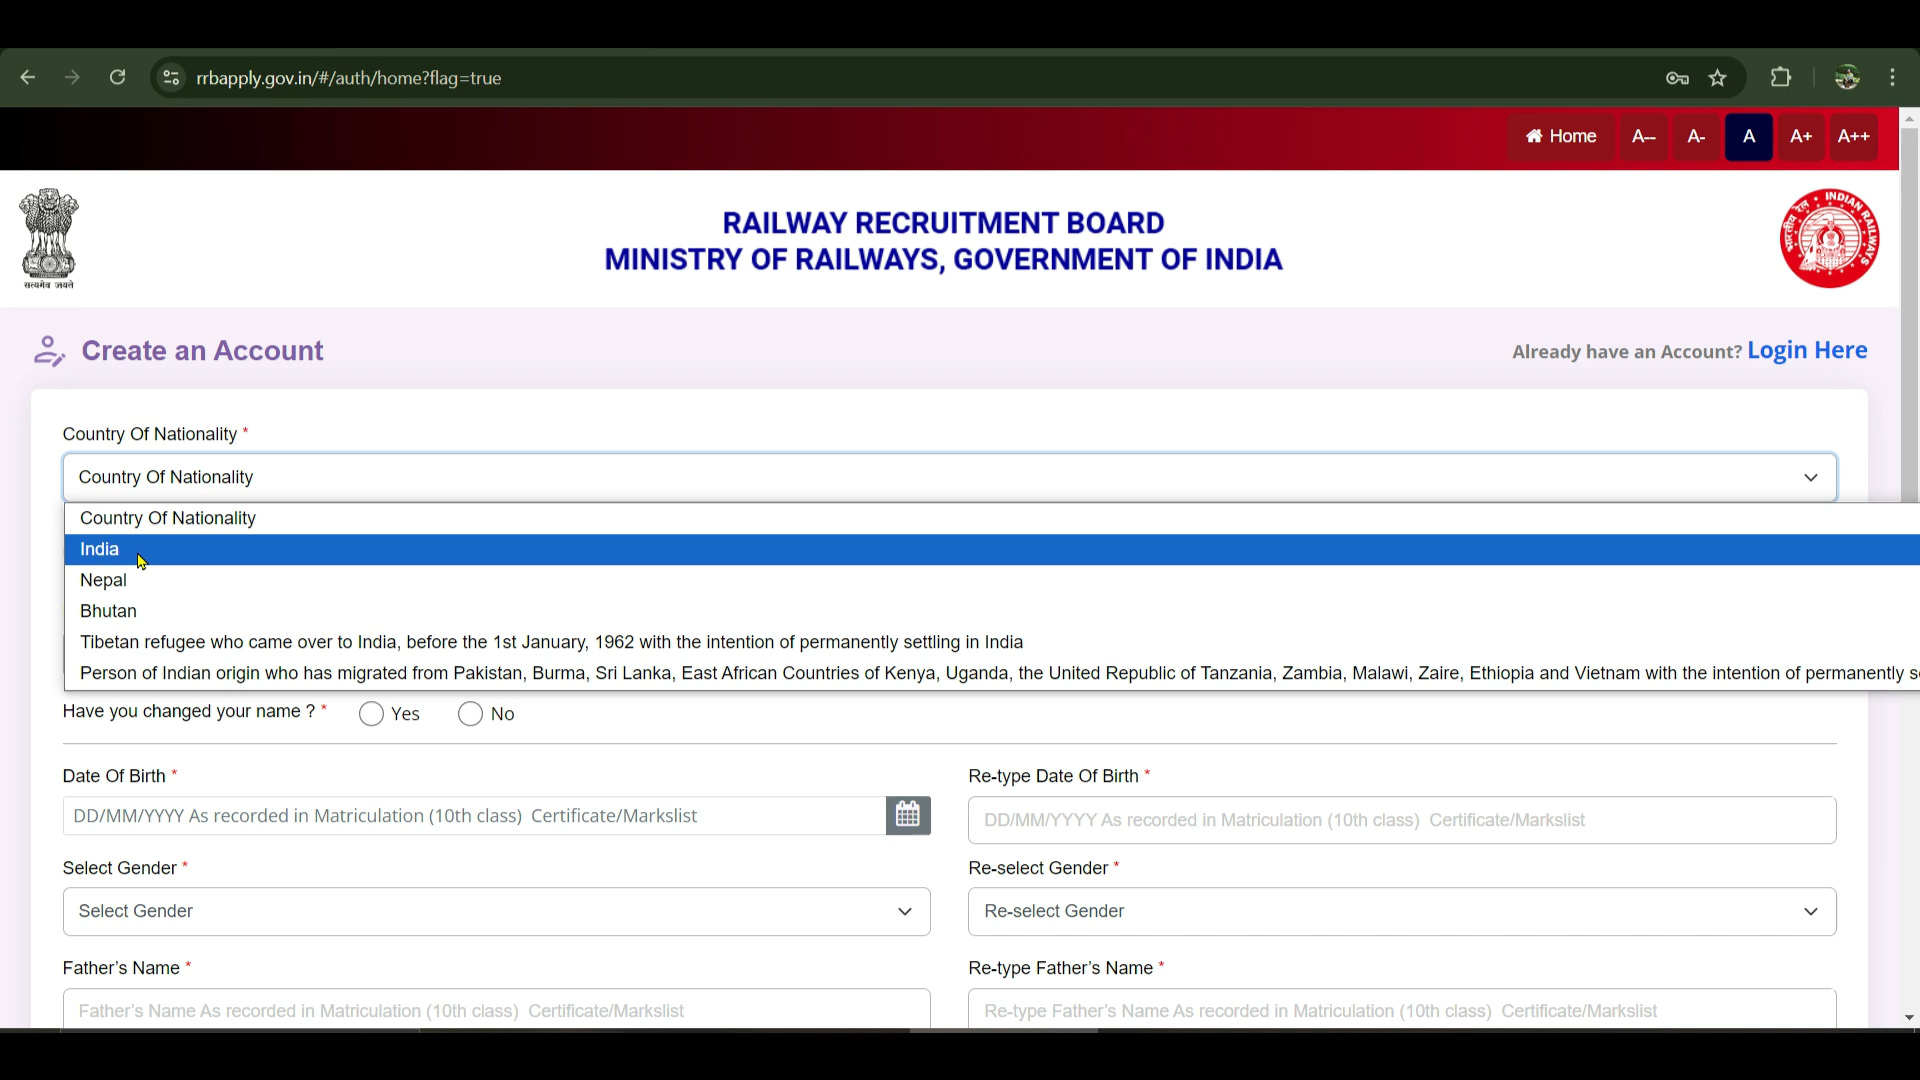 rrbapply.gov.in/#/auth/home?flag=true
Home A-- A- A A+ A++
सत्यमेव जयते
RAILWAY RECRUITMENT BOARD
MINISTRY OF RAILWAYS, GOVERNMENT OF INDIA
INDIAN RAILWAYS
भारतीय रेल
Create an Account
Already have an Account? Login Here
Country Of Nationality *
Country Of Nationality
Country Of Nationality
India
Nepal
Bhutan
Tibetan refugee who came over to India, before the 1st January, 1962 with the intention of permanently settling in India
Person of Indian origin who has migrated from Pakistan, Burma, Sri Lanka, East African Countries of Kenya, Uganda, the United Republic of Tanzania, Zambia, Malawi, Zaire, Ethiopia and Vietnam with the intention of permanently s
Have you changed your name ? * Yes No
Date Of Birth * Re-type Date Of Birth *
DD/MM/YYYY As recorded in Matriculation (10th class) Certificate/Markslist DD/MM/YYYY As recorded in Matriculation (10th class) Certificate/Markslist
Select Gender * Re-select Gender *
Select Gender Re-select Gender
Father's Name * Re-type Father's Name *
Father's Name As recorded in Matriculation (10th class) Certificate/Markslist Re-type Father's Name As recorded in Matriculation (10th class) Certificate/Markslist